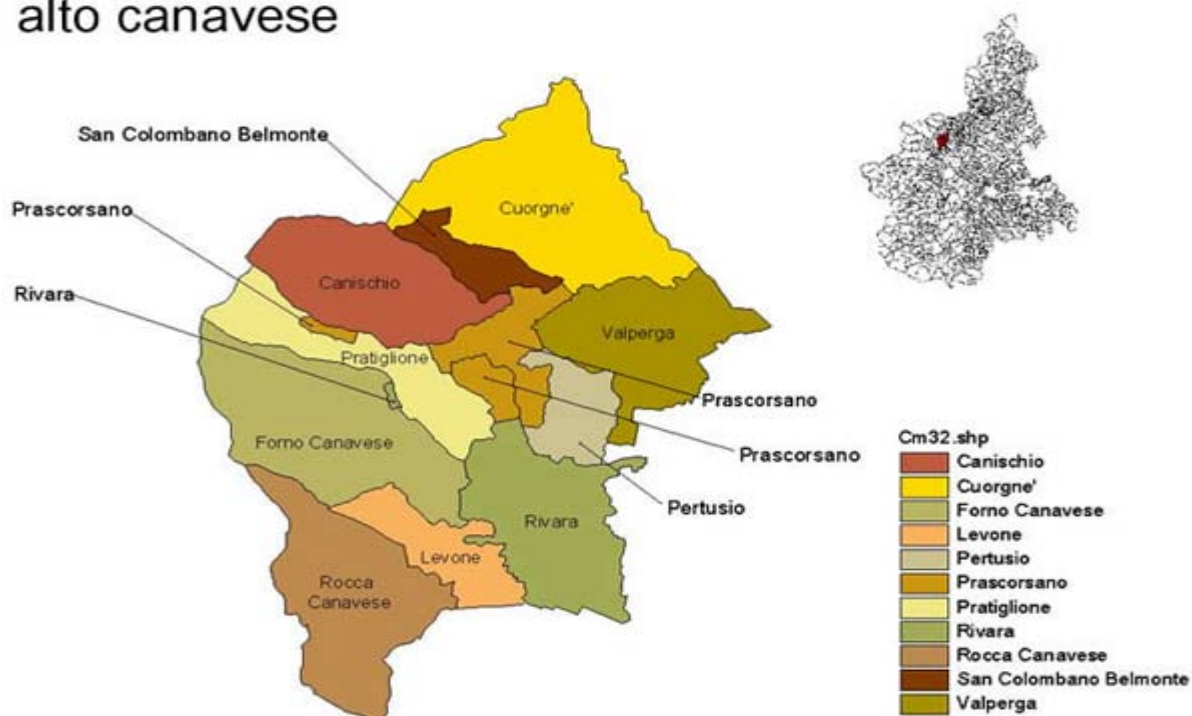 alto canavese
San Colombano Belmonte
Prascorsano
Rivara
Cuorgne'
Canischio
Valperga
Pratiglione
Prascorsano
Forno Canavese
Prascorsano
Pertusio
Rivara
Levone
Rocca
Canavese
Cm32.shp
Canischio
Cuorgne'
Forno Canavese
Levone
Pertusio
Prascorsano
Pratiglione
Rivara
Rocca Canavese
San Colombano Belmonte
Valperga